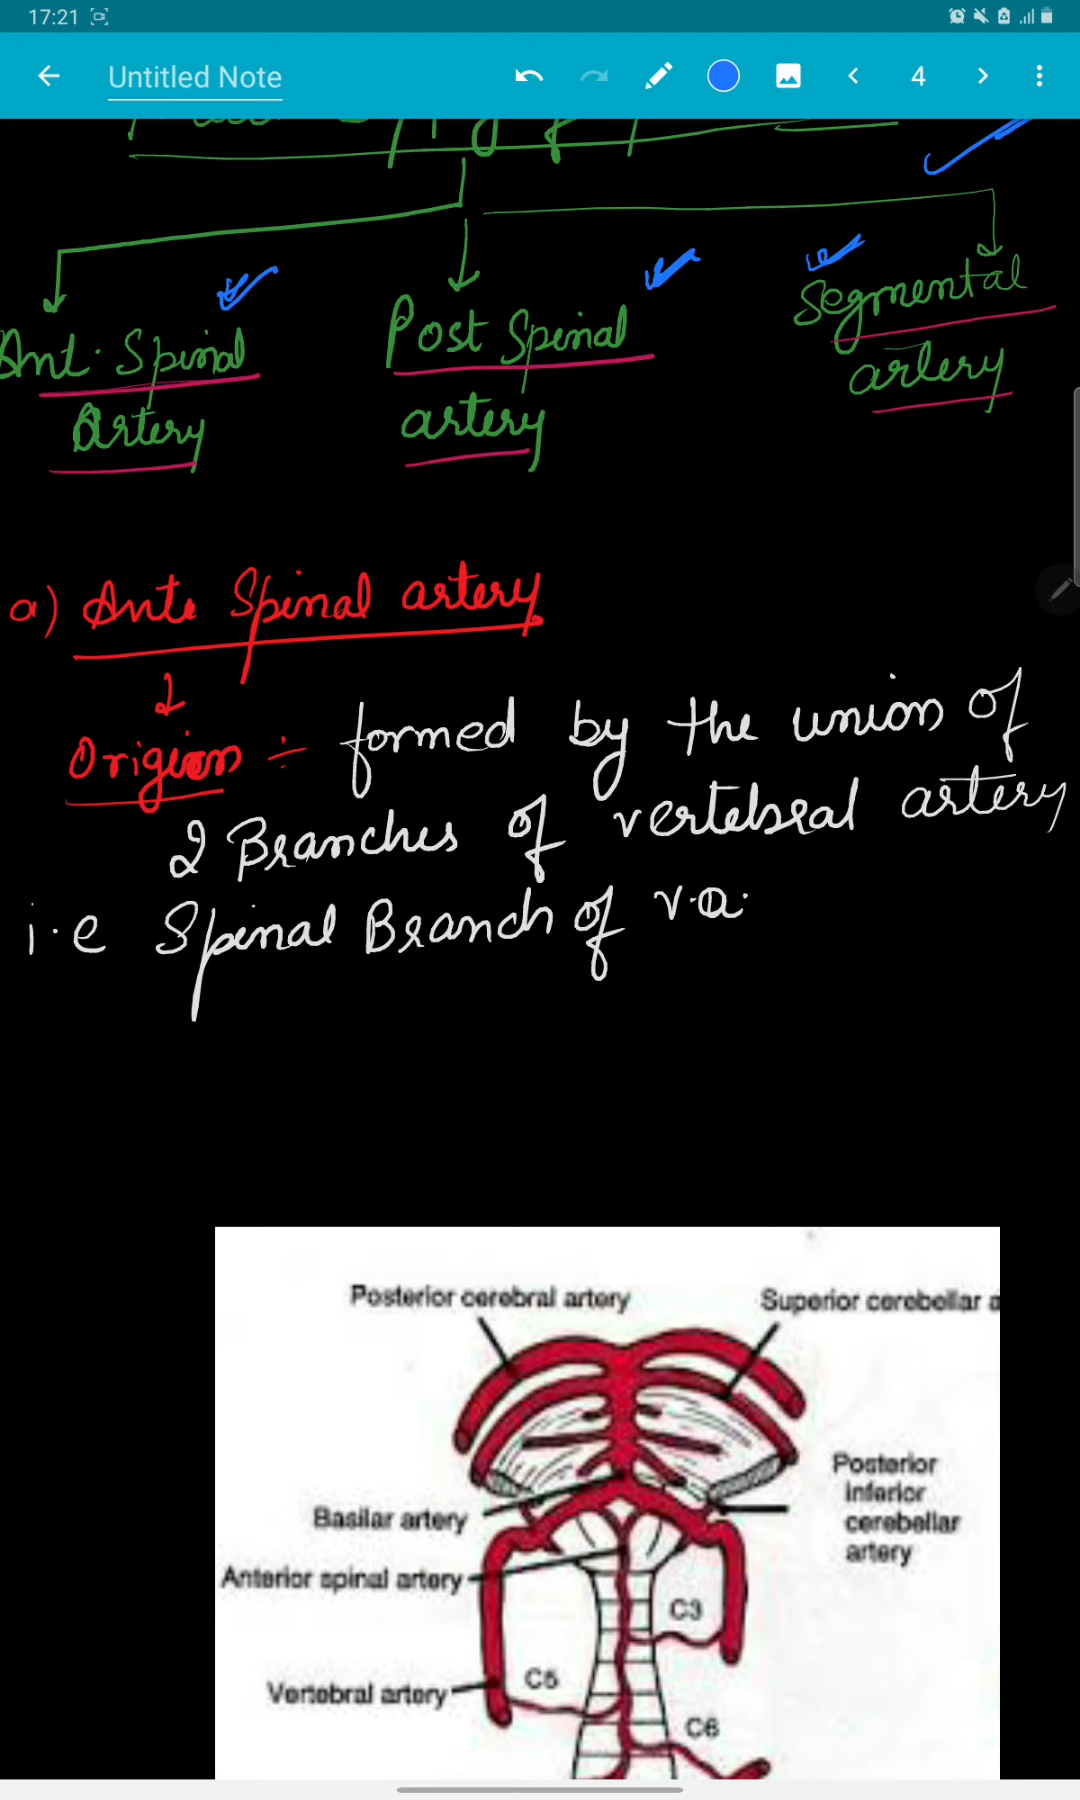 17:21
Untitled Note
4
Ant. Spinal
Artery
Post Spinal
artery
Segmental
artery
a) Ant. Spinal artery
Origion ÷ formed by the union of
2 Branches of vertebral artery
i.e Spinal Branch of v.a.
Posterior cerebral artery
Superior cerebellar a
Posterior
inferior
cerebellar
artery
Basilar artery
Anterior spinal artery
C3
C5
Vertebral artery
C6